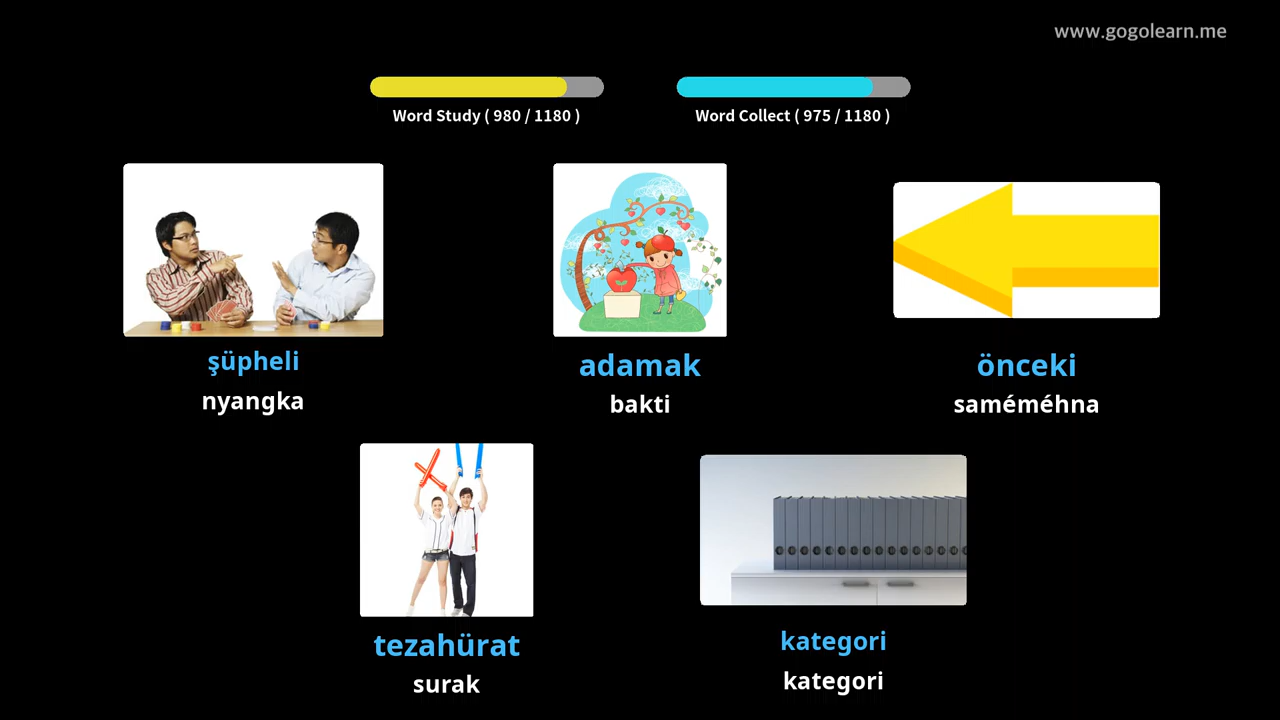 www.gogolearn.me
Word Study ( 980 / 1180 )
Word Collect ( 975 / 1180 )
şüpheli
nyangka
adamak
bakti
önceki
saméméhna
tezahürat
surak
kategori
kategori